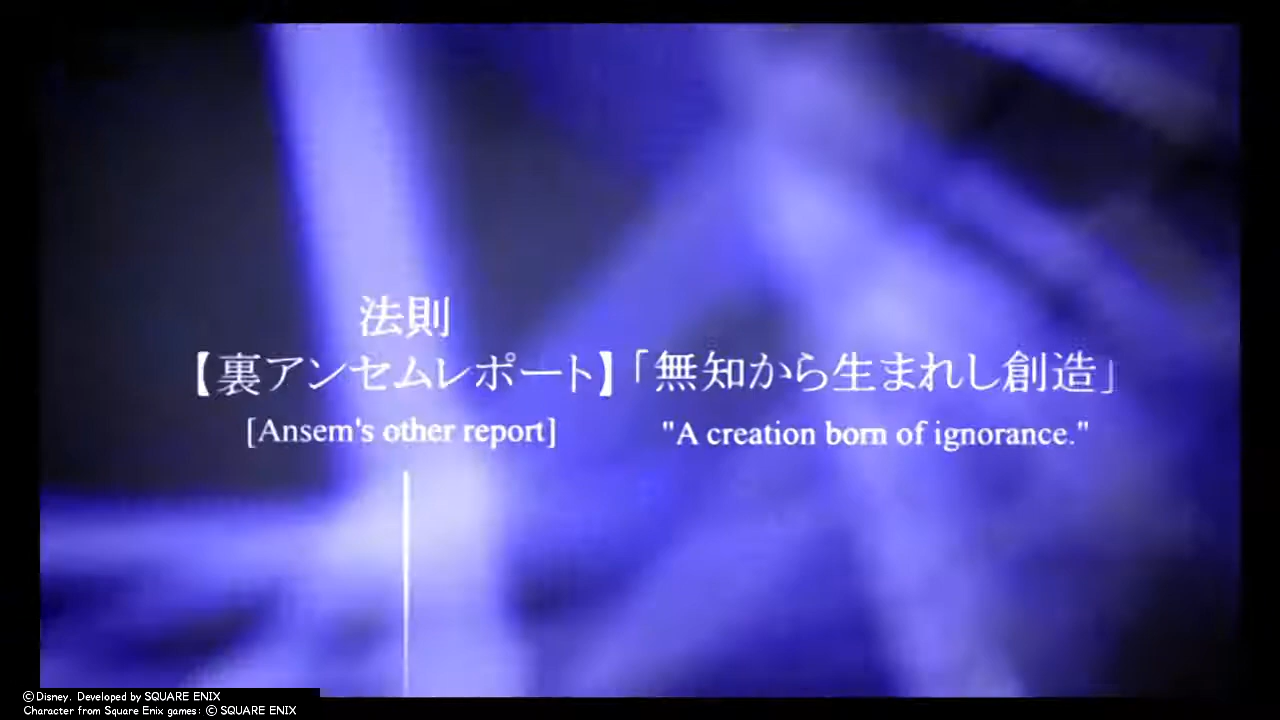 法則
【裏アンセムレポート】「無知から生まれし創造」
[Ansem's other report] "A creation born of ignorance."
©Disney. Developed by SQUARE ENIX
Character from Square Enix games: © SQUARE ENIX